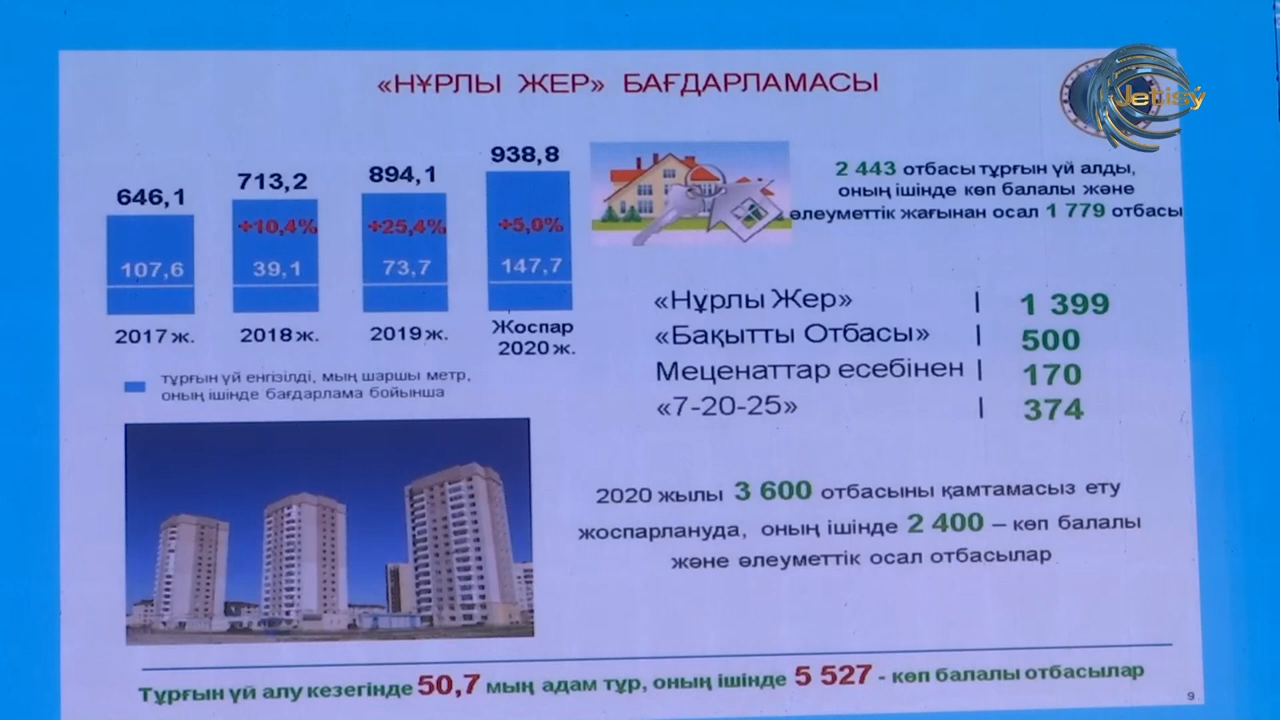 «НҰРЛЫ ЖЕР» БАҒДАРЛАМАСЫ
Jetisý
646,1
713,2
894,1
938,8
+10,4%
+25,4%
+5,0%
107,6
39,1
73,7
147,7
2017 ж.
2018 ж.
2019 ж.
Жоспар
2020 ж.
тұрғын үй енгізілді, мың шаршы метр,
оның ішінде бағдарлама бойынша
2 443 отбасы тұрғын үй алды,
оның ішінде көп балалы және
әлеуметтік жағынан осал 1 779 отбасы
«Нұрлы Жер» | 1 399
«Бақытты Отбасы» | 500
Меценаттар есебінен | 170
«7-20-25» | 374
2020 жылы 3 600 отбасыны қамтамасыз ету
жоспарлануда, оның ішінде 2 400 – көп балалы
және әлеуметтік осал отбасылар
Тұрғын үй алу кезегінде 50,7 мың адам тұр, оның ішінде 5 527 - көп балалы отбасылар
9